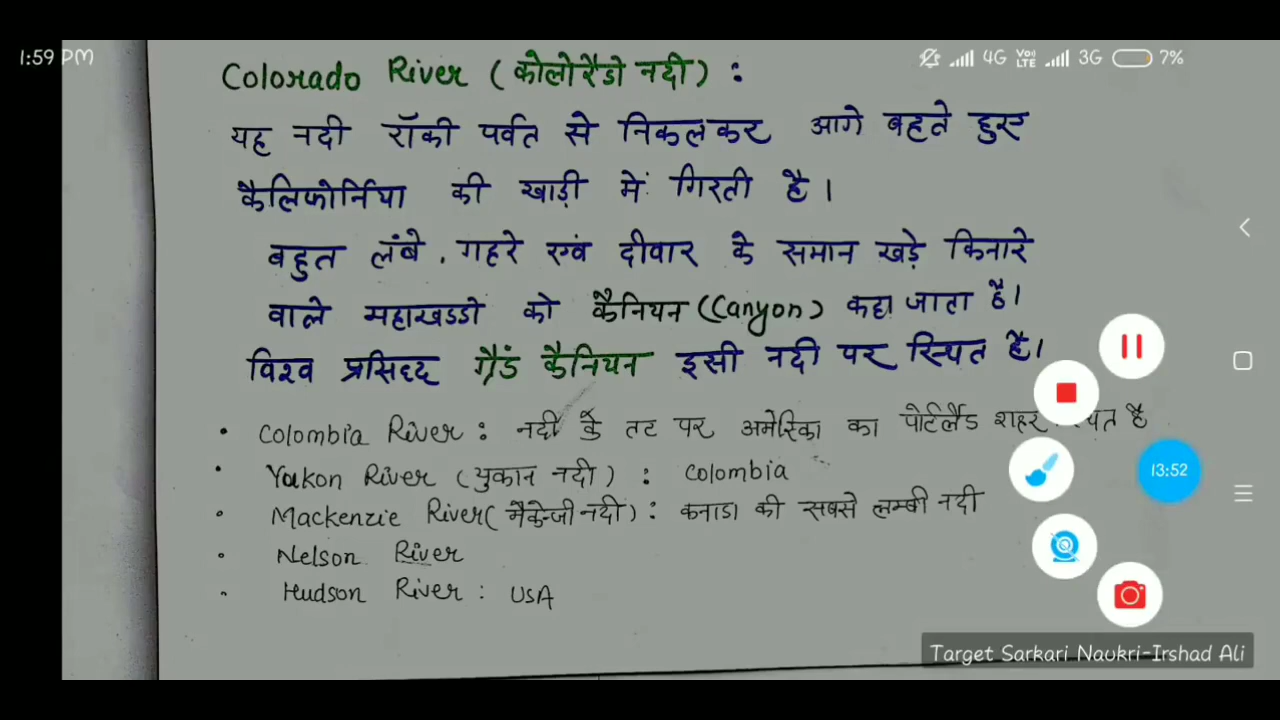 1:59 PM 4G VoLTE 3G 7%
Colorado River (कोलोरैडो नदी) :
यह नदी रॉकी पर्वत से निकलकर आगे बहते हुए
कैलिफोर्निया की खाड़ी में गिरती है।
बहुत लंबे, गहरे एवं दीवार के समान खड़े किनारे
वाले महाखडडो को कैनियन (Canyon) कहा जाता है।
विश्व प्रसिध्द ग्रैंड कैनियन इसी नदी पर स्थित है।
• Colombia River : नदी के तट पर अमेरिका का पोर्टलैंड शहर है
• Yukon River (युकान नदी) : Colombia
• Mackenzie River (मैकेन्जी नदी) : कनाडा की सबसे लम्बी नदी
• Nelson River
• Hudson River : USA
13:52
Target Sarkari Naukri-Irshad Ali